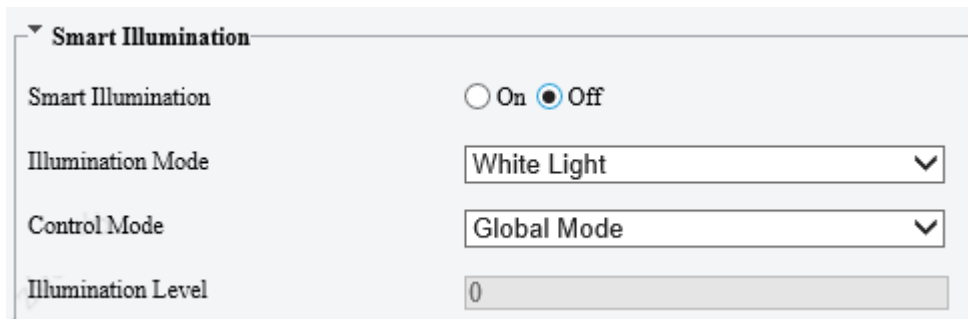 Smart Illumination
Smart Illumination On Off
Illumination Mode White Light
Control Mode Global Mode
Illumination Level 0